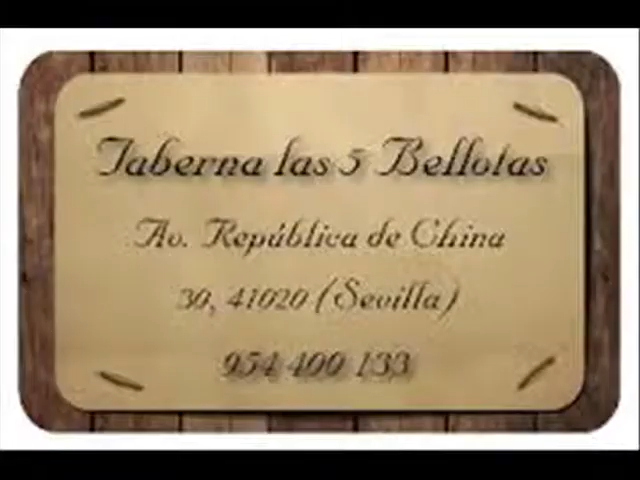 Taberna las 5 Bellotas
Av. República de China
30, 41020 (Sevilla)
954 400 133